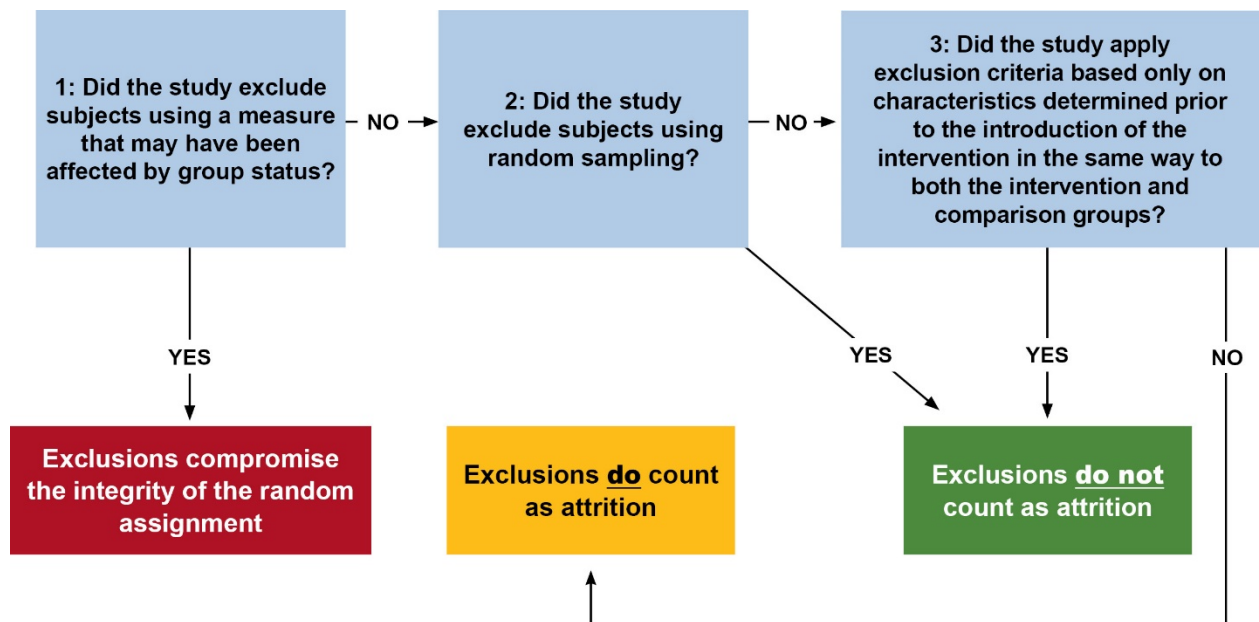 1: Did the study exclude
subjects using a measure
that may have been
affected by group status?
NO
2: Did the study
exclude subjects using
random sampling?
NO
3: Did the study apply
exclusion criteria based only on
characteristics determined prior
to the introduction of the
intervention in the same way to
both the intervention and
comparison groups?
YES
YES
YES
NO
Exclusions compromise
the integrity of the random
assignment
Exclusions do count
as attrition
Exclusions do not
count as attrition